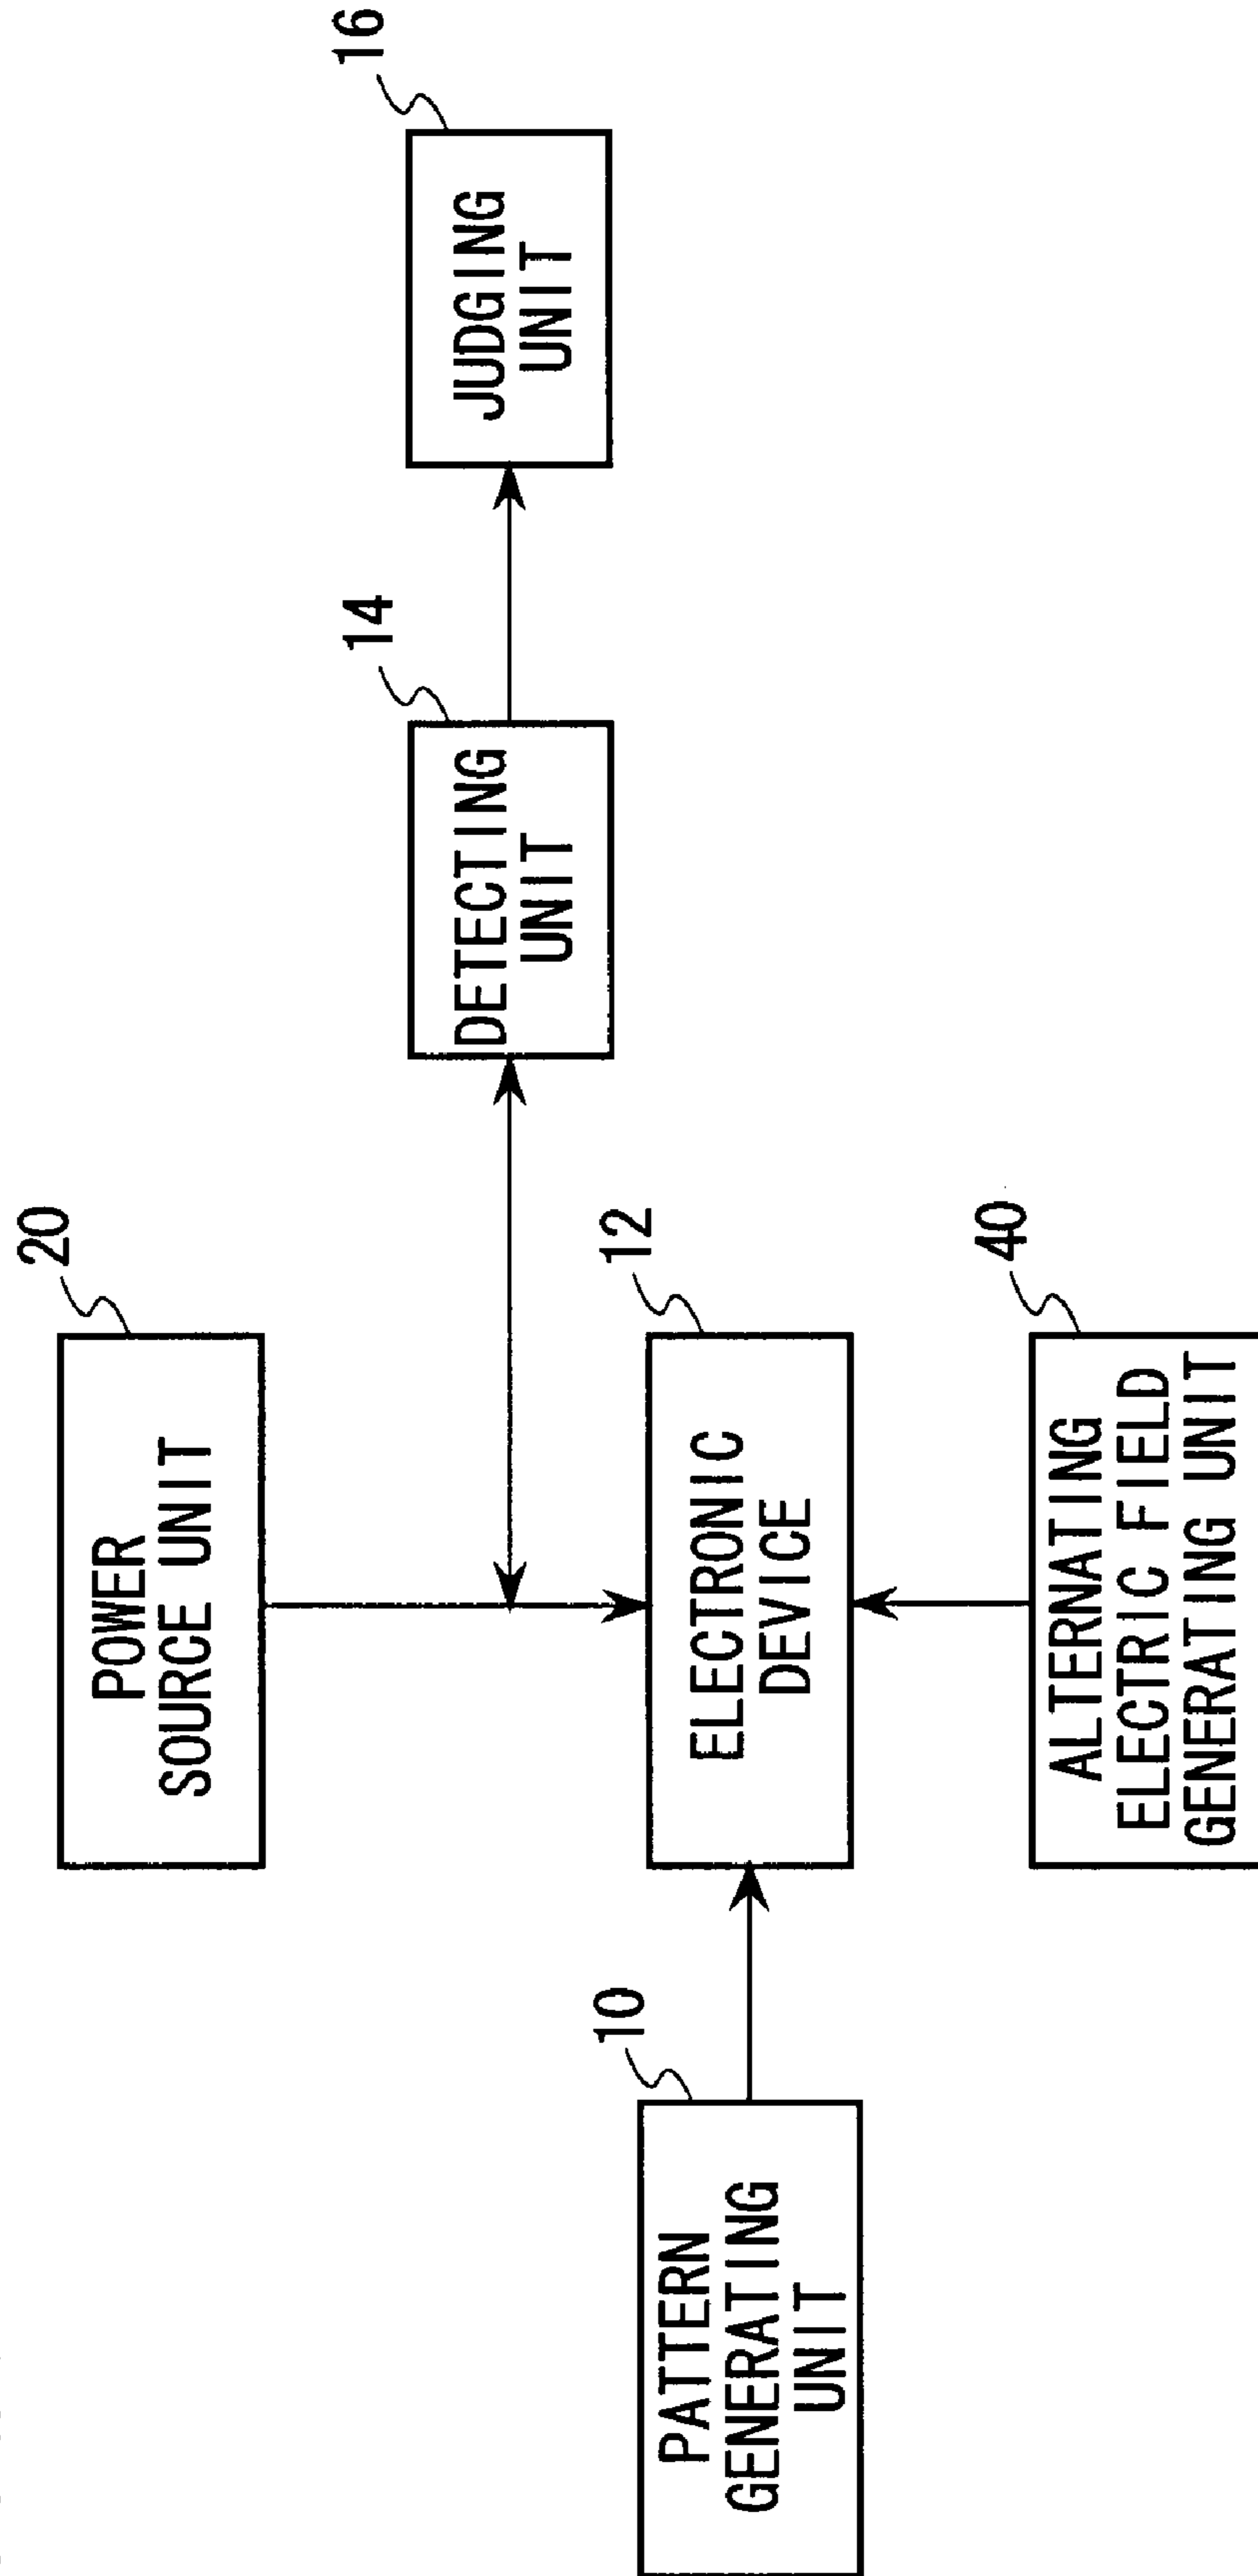 20
POWER
SOURCE UNIT
14
DETECTING
UNIT
16
JUDGING
UNIT
10
PATTERN
GENERATING
UNIT
12
ELECTRONIC
DEVICE
40
ALTERNATING
ELECTRIC FIELD
GENERATING UNIT